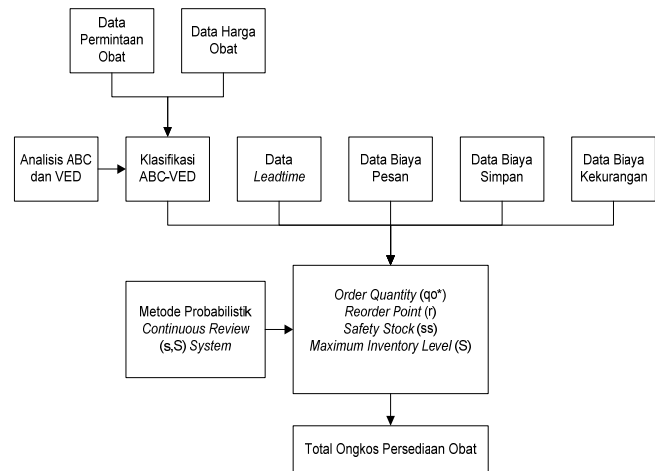 Data
Permintaan
Obat
Data Harga
Obat
Analisis ABC
dan VED
Klasifikasi
ABC-VED
Data
Leadtime
Data Biaya
Pesan
Data Biaya
Simpan
Data Biaya
Kekurangan
Metode Probabilistik
Continuous Review
(s,S) System
Order Quantity (qo*)
Reorder Point (r)
Safety Stock (ss)
Maximum Inventory Level (S)
Total Ongkos Persediaan Obat